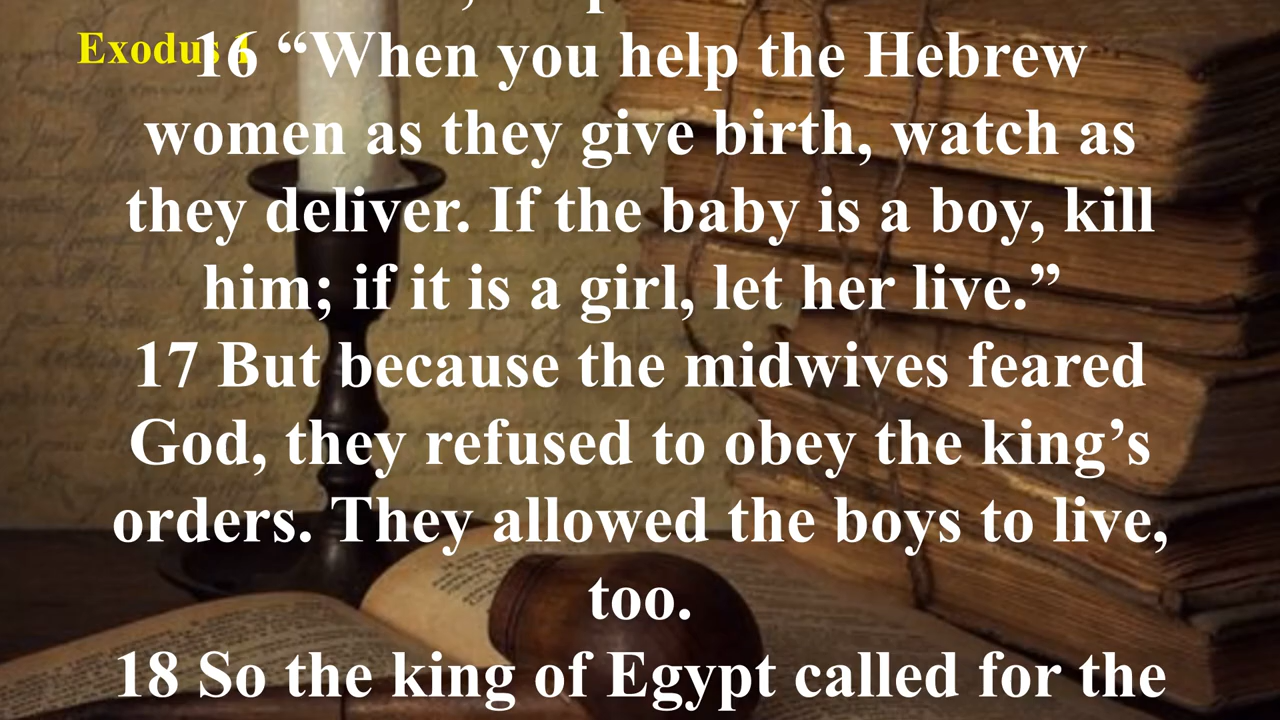 Exodus 1
16 “When you help the Hebrew
women as they give birth, watch as
they deliver. If the baby is a boy, kill
him; if it is a girl, let her live.”
17 But because the midwives feared
God, they refused to obey the king’s
orders. They allowed the boys to live,
too.
18 So the king of Egypt called for the